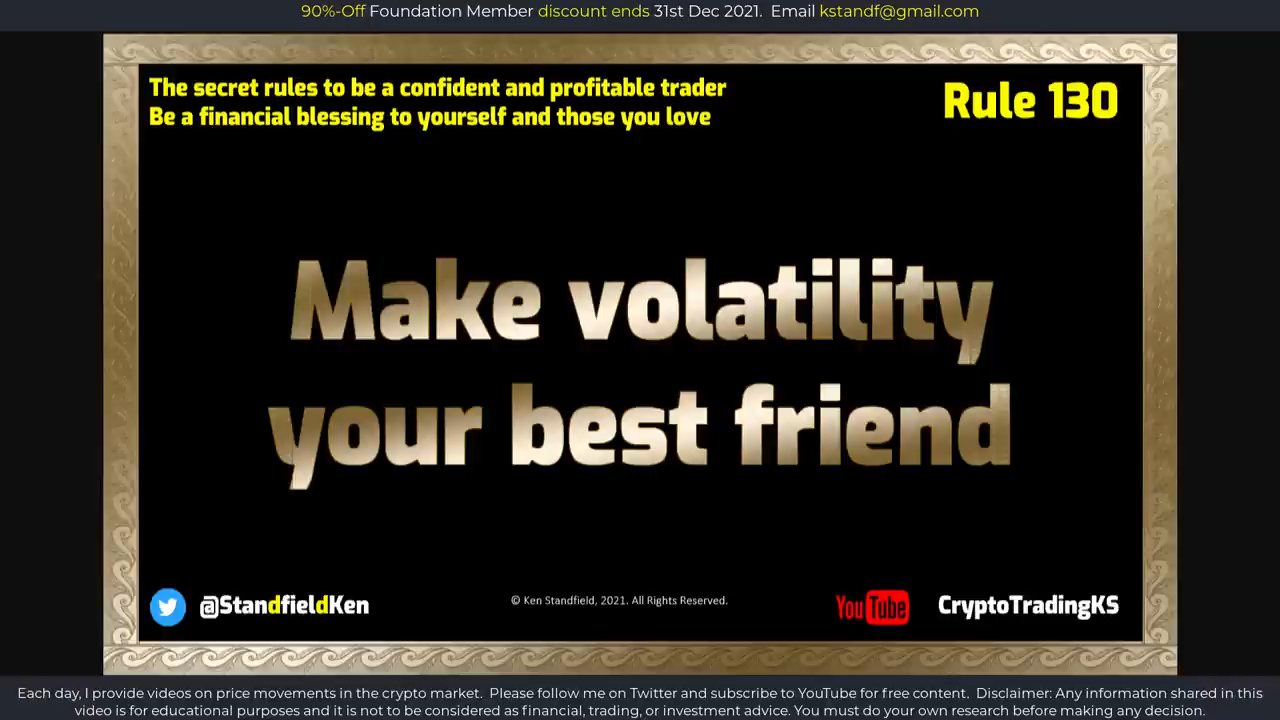 90%-Off Foundation Member discount ends 31st Dec 2021. Email kstandf@gmail.com
The secret rules to be a confident and profitable trader
Be a financial blessing to yourself and those you love
Rule 130
Make volatility
your best friend
@StandfieldKen
© Ken Standfield, 2021. All Rights Reserved.
YouTube
CryptoTradingKS
Each day, I provide videos on price movements in the crypto market. Please follow me on Twitter and subscribe to YouTube for free content. Disclaimer: Any information shared in this
video is for educational purposes and it is not to be considered as financial, trading, or investment advice. You must do your own research before making any decision.